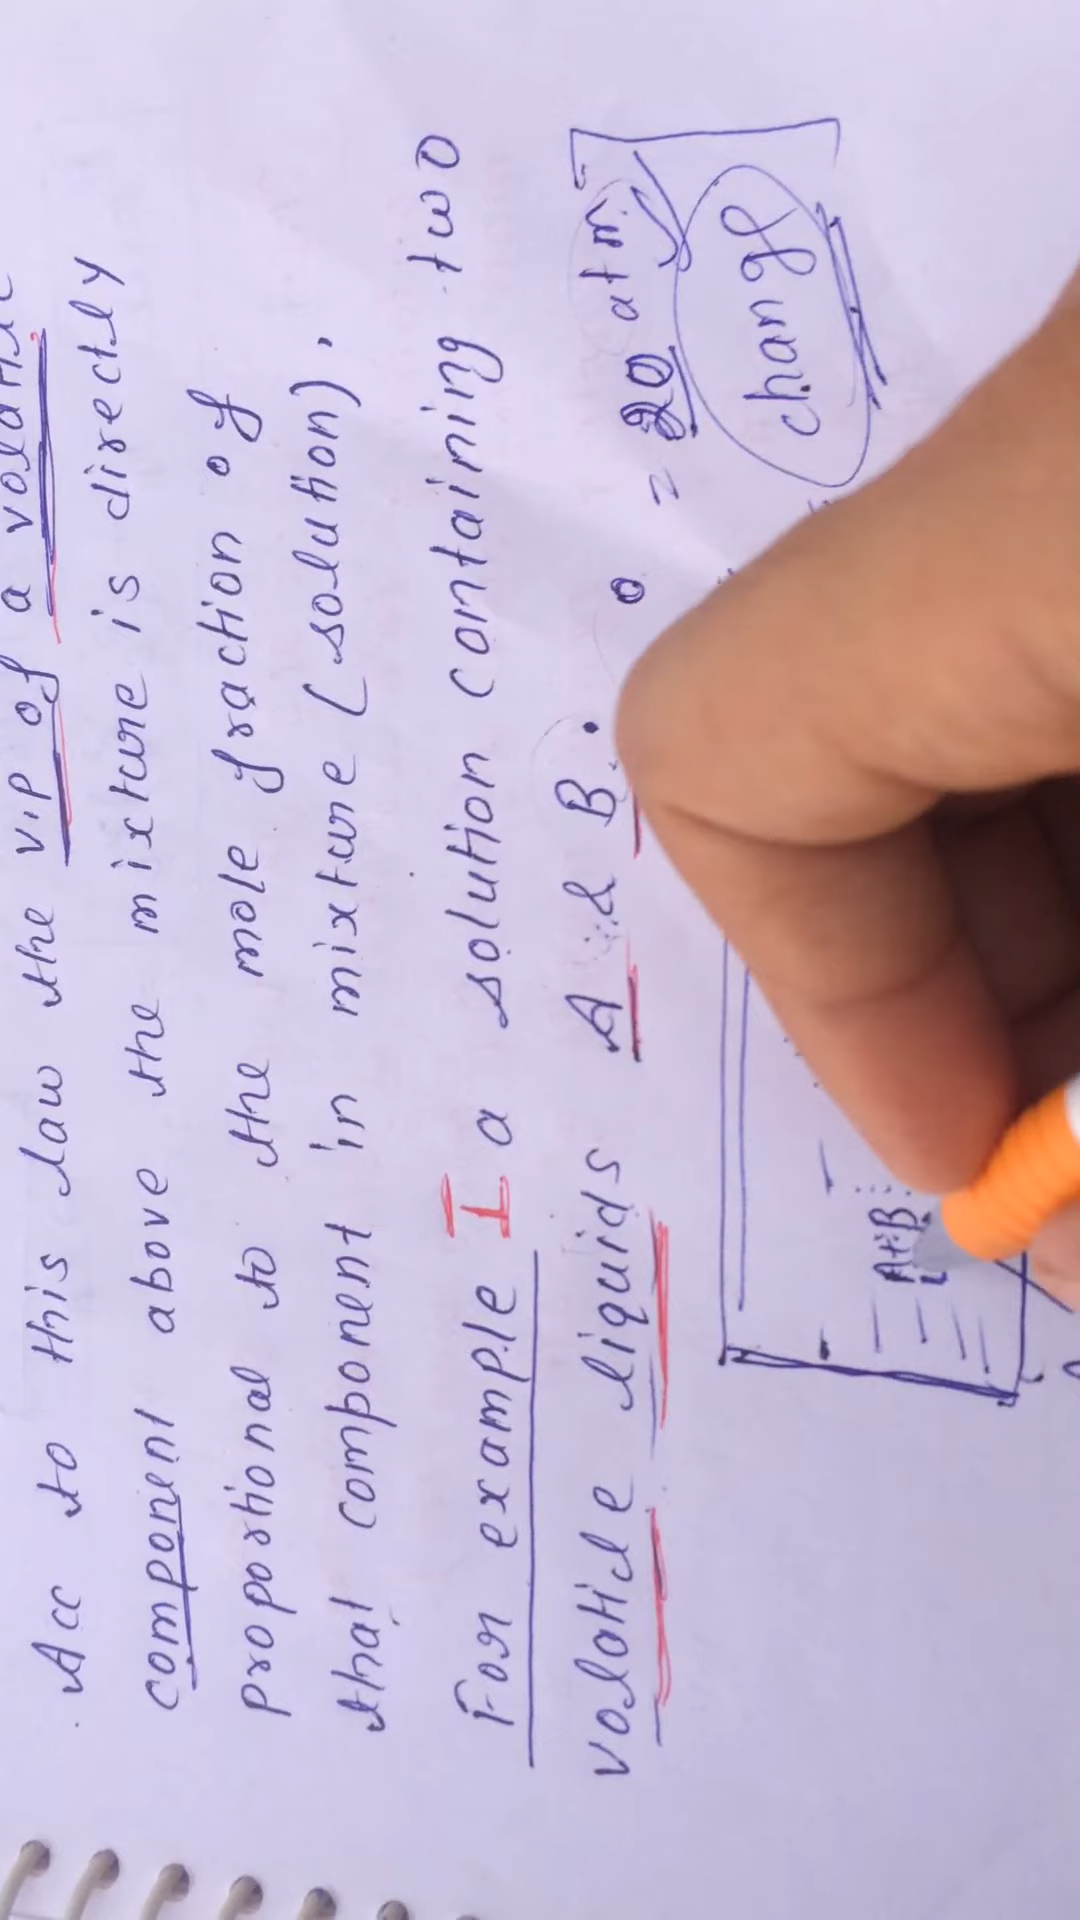 Acc to this law the V.P of a volatile
component above the mixture is directly
proportional to the mole fraction of
that component in mixture (solution).
For example I a solution containing two
volatile liquids A & B.
= 20 atm.
change
A+B